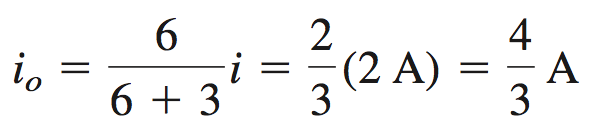 i_o = 6 / (6 + 3) i = 2/3 (2 A) = 4/3 A